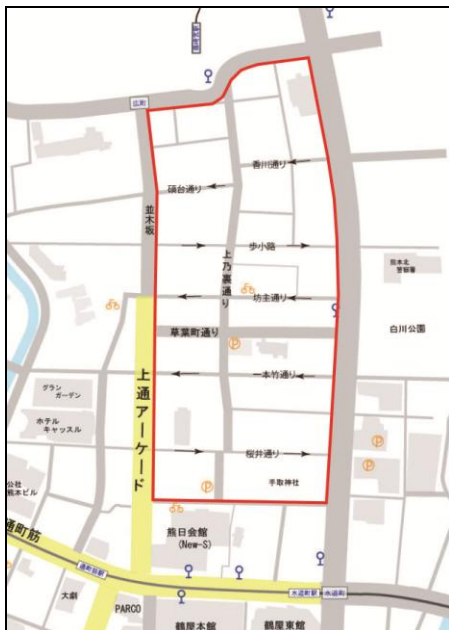 広町
香川通り
頭台通り
並木坂
歩小路
上乃裏通り
熊本北
警察署
坊主通り
草葉町通り
白川公園
上通アーケード
一本竹通り
グラン
ガーデン
ホテル
キャッスル
桜井通り
手取神社
公社
熊本ビル
熊日会館
(New-S)
通町筋
通町筋駅
水道町駅
水道町
大劇
PARCO
鶴屋本館
鶴屋東館
P
P
P
P
P